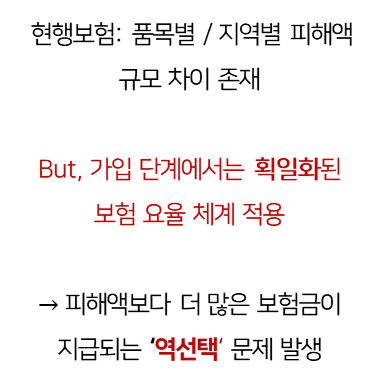 현행보험: 품목별 / 지역별 피해액
규모 차이 존재
But, 가입 단계에서는 획일화된
보험 요율 체계 적용
→ 피해액보다 더 많은 보험금이
지급되는 ‘역선택’ 문제 발생